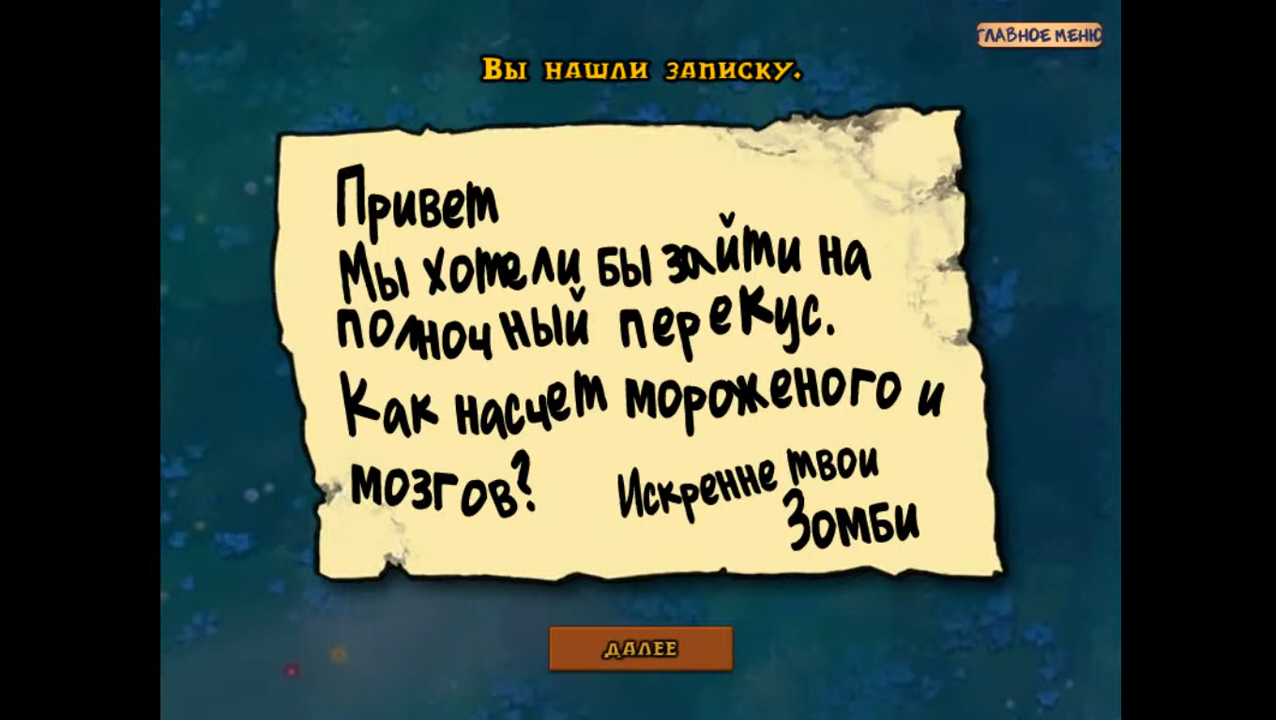 ГЛАВНОЕ МЕНЮ
Вы нашли записку.
Привет
Мы хотели бы зайти на
полночный перекус.
Как насчет мороженого и
мозгов?
Искренне твои
Зомби
ДАЛЕЕ